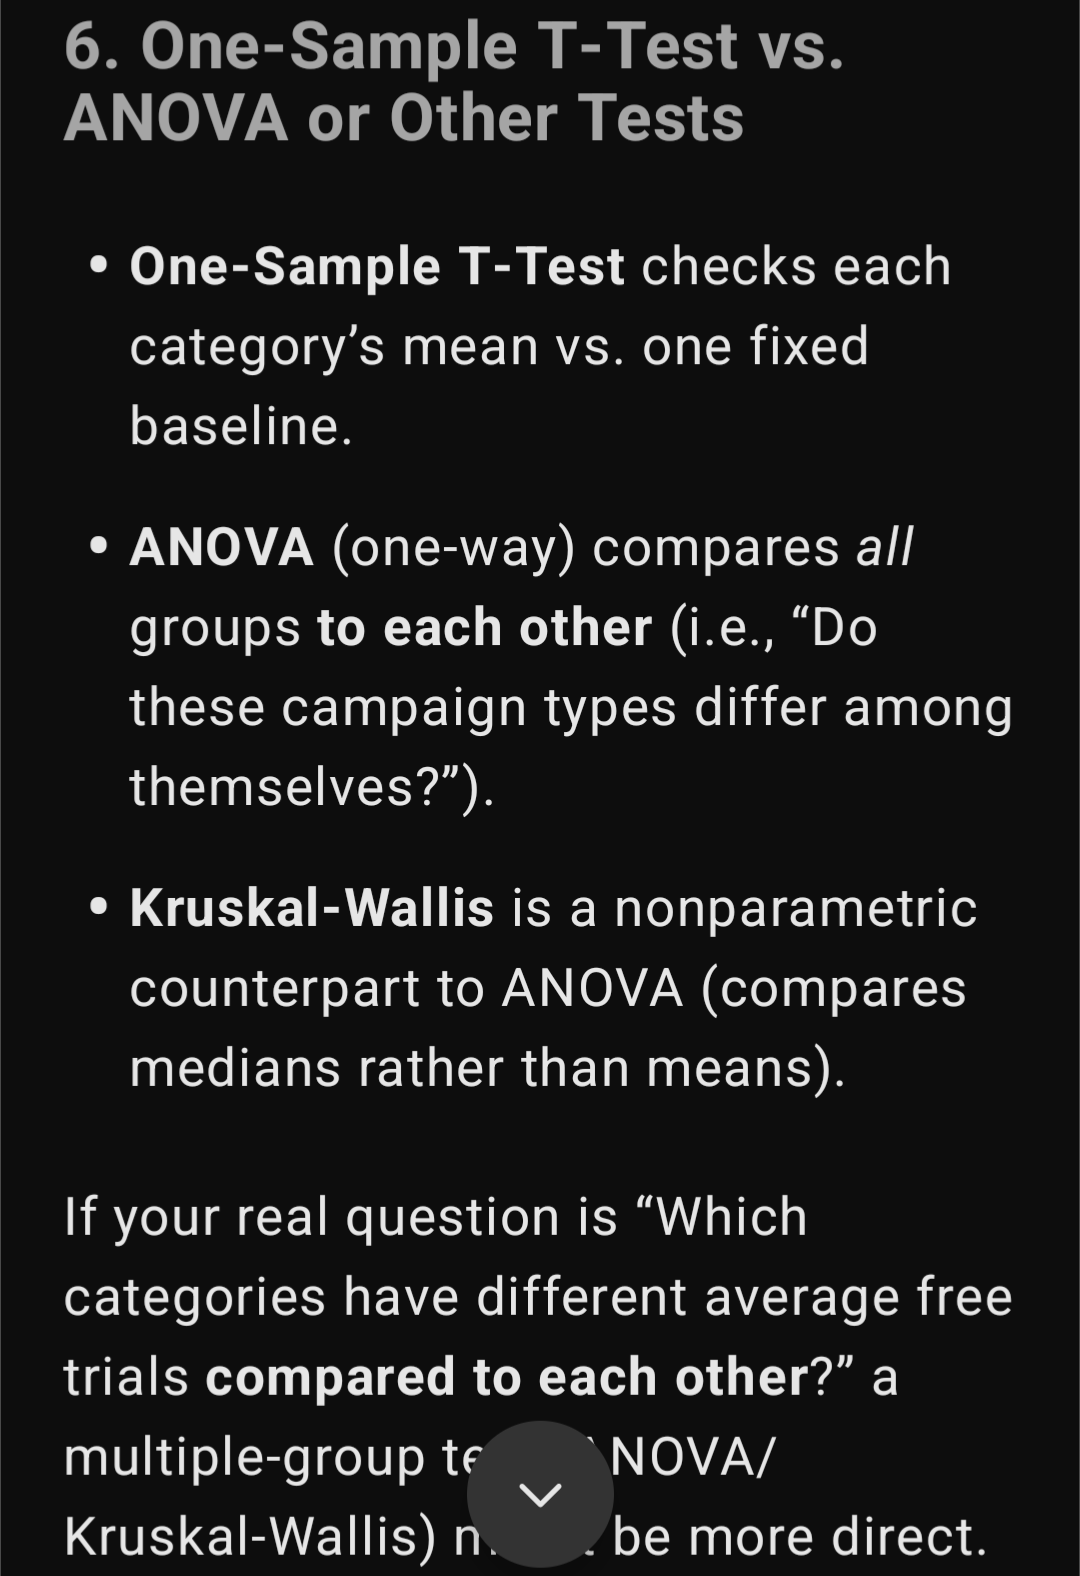 6. One-Sample T-Test vs.
ANOVA or Other Tests
• One-Sample T-Test checks each
category’s mean vs. one fixed
baseline.
• ANOVA (one-way) compares all
groups to each other (i.e., “Do
these campaign types differ among
themselves?”).
• Kruskal-Wallis is a nonparametric
counterpart to ANOVA (compares
medians rather than means).
If your real question is “Which
categories have different average free
trials compared to each other?” a
multiple-group NOVA/
Kruskal-Wallis) be more direct.